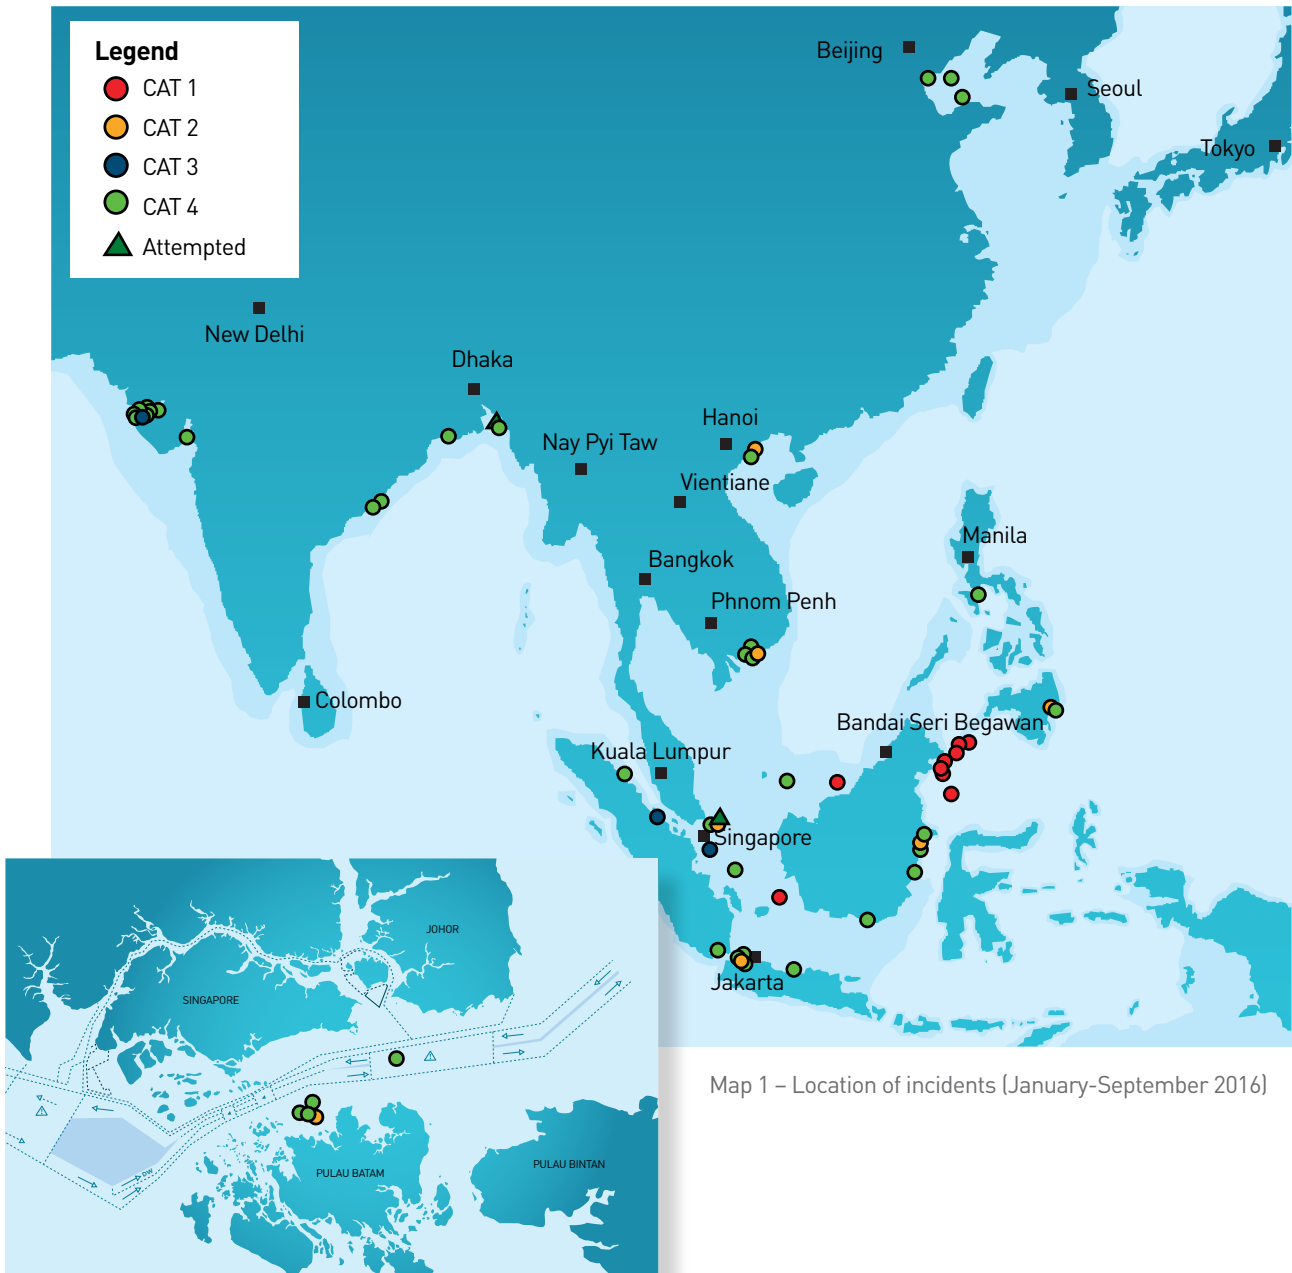 Legend
CAT 1
CAT 2
CAT 3
CAT 4
Attempted
Beijing
Seoul
Tokyo
New Delhi
Dhaka
Hanoi
Nay Pyi Taw
Vientiane
Manila
Bangkok
Phnom Penh
Colombo
Bandai Seri Begawan
Kuala Lumpur
Singapore
Jakarta
JOHOR
SINGAPORE
PULAU BATAM
PULAU BINTAN
DW
Map 1 – Location of incidents (January-September 2016)